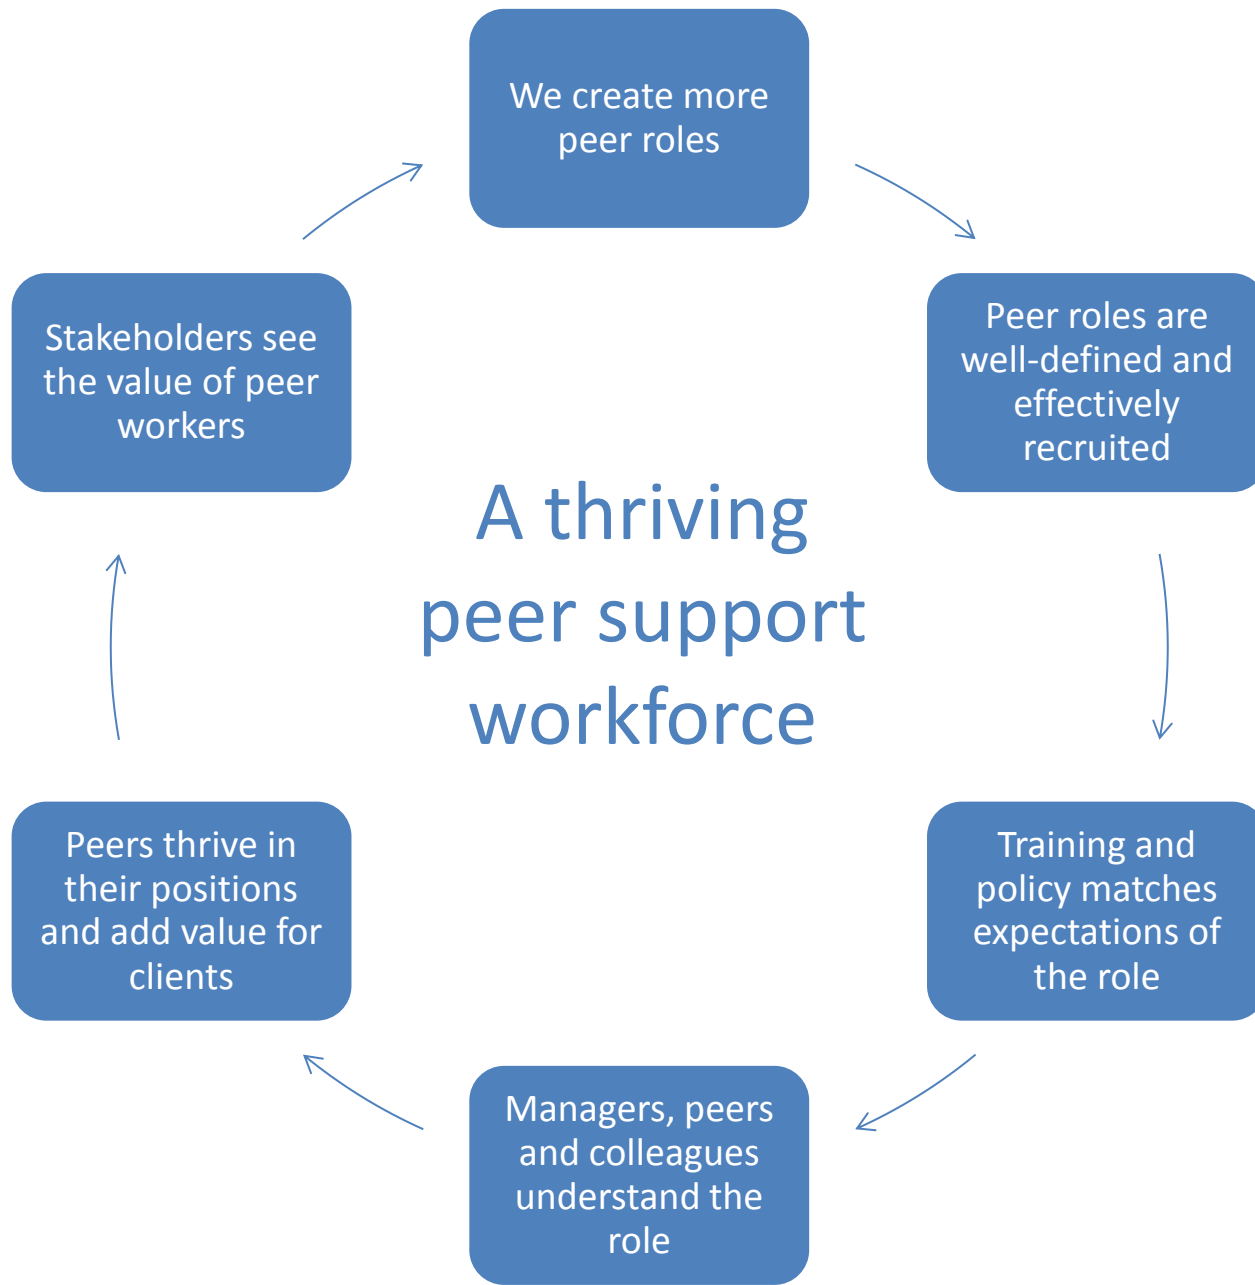 We create more
peer roles
Peer roles are
well-defined and
effectively
recruited
Training and
policy matches
expectations of
the role
Managers, peers
and colleagues
understand the
role
Peers thrive in
their positions
and add value for
clients
Stakeholders see
the value of peer
workers
A thriving
peer support
workforce